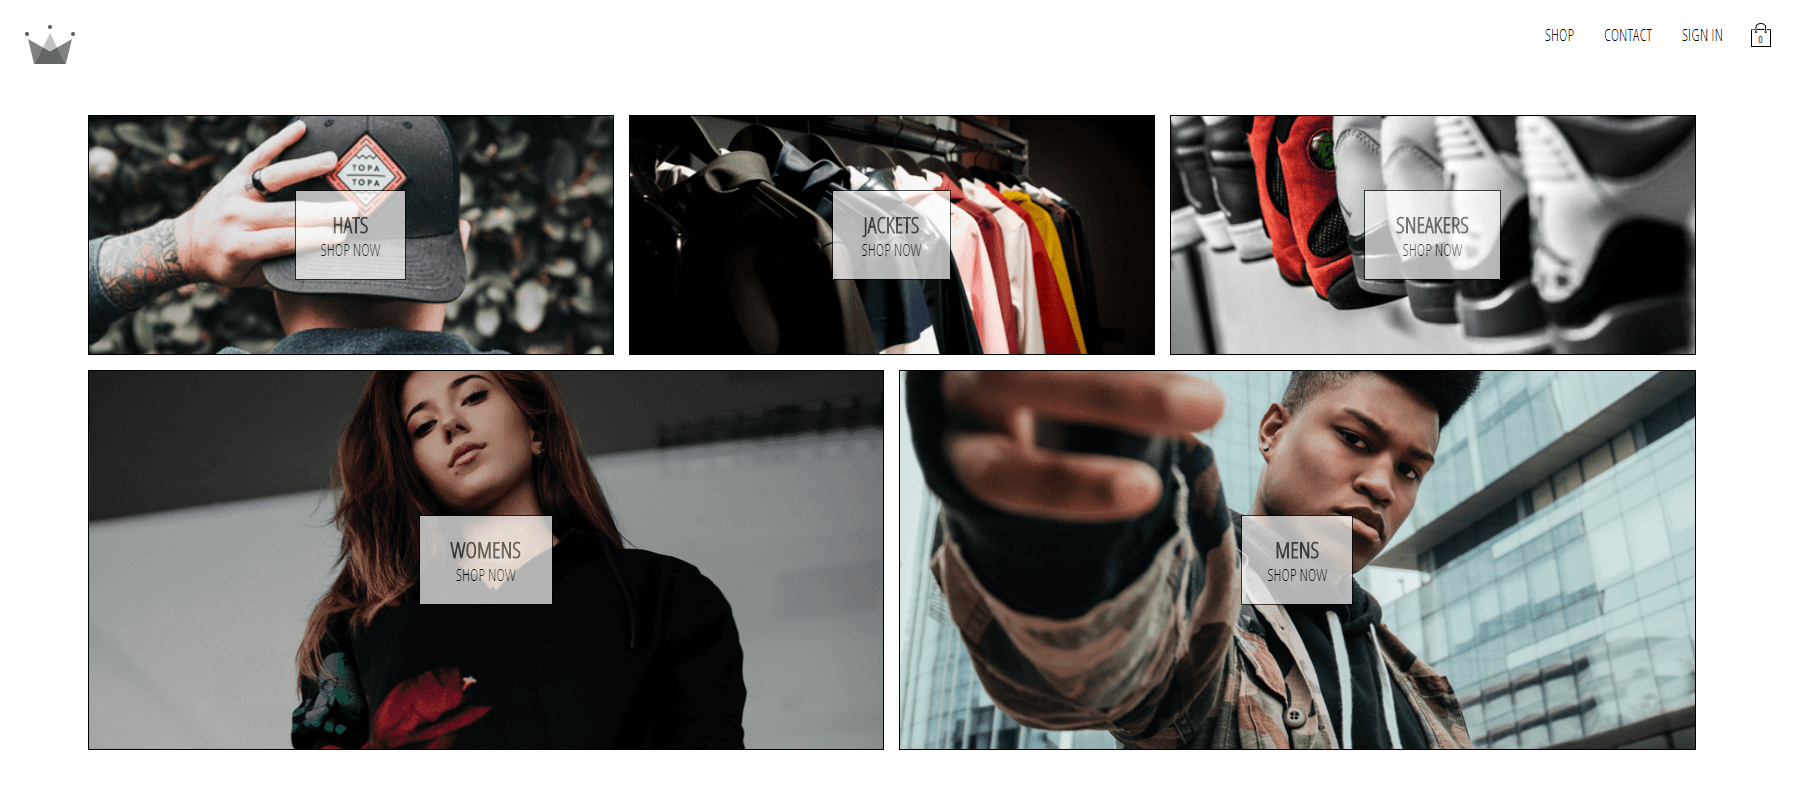 SHOP
CONTACT
SIGN IN
0
TOPA
TOPA
HATS
SHOP NOW
JACKETS
SHOP NOW
SNEAKERS
SHOP NOW
WOMENS
SHOP NOW
MENS
SHOP NOW